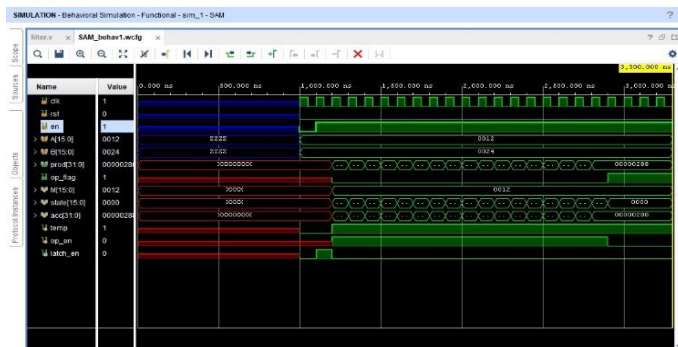 SIMULATION - Behavioral Simulation - Functional - sim_1 - SAM
?
filter.v × SAM_behav1.wcfg ×
Scope
Sources
Objects
Protocol Instances
3,300.000 ns
Name Value 0.000 ns 500.000 ns 1,000.000 ns 1,500.000 ns 2,000.000 ns 2,500.000 ns 3,000.000 ns
clk 1
rst 0
en 1
A[15:0] 0012 ZZZZ 0012
B[15:0] 0024 ZZZZ 0024
prod[31:0] 00000288 XXXXXXXX 00000288
op_flag 1
M[15:0] 0012 XXXX 0012
state[15:0] 0000 XXXX 0000
acc[31:0] 00000288 XXXXXXXX 00000288
temp 1
op_en 0
latch_en 0